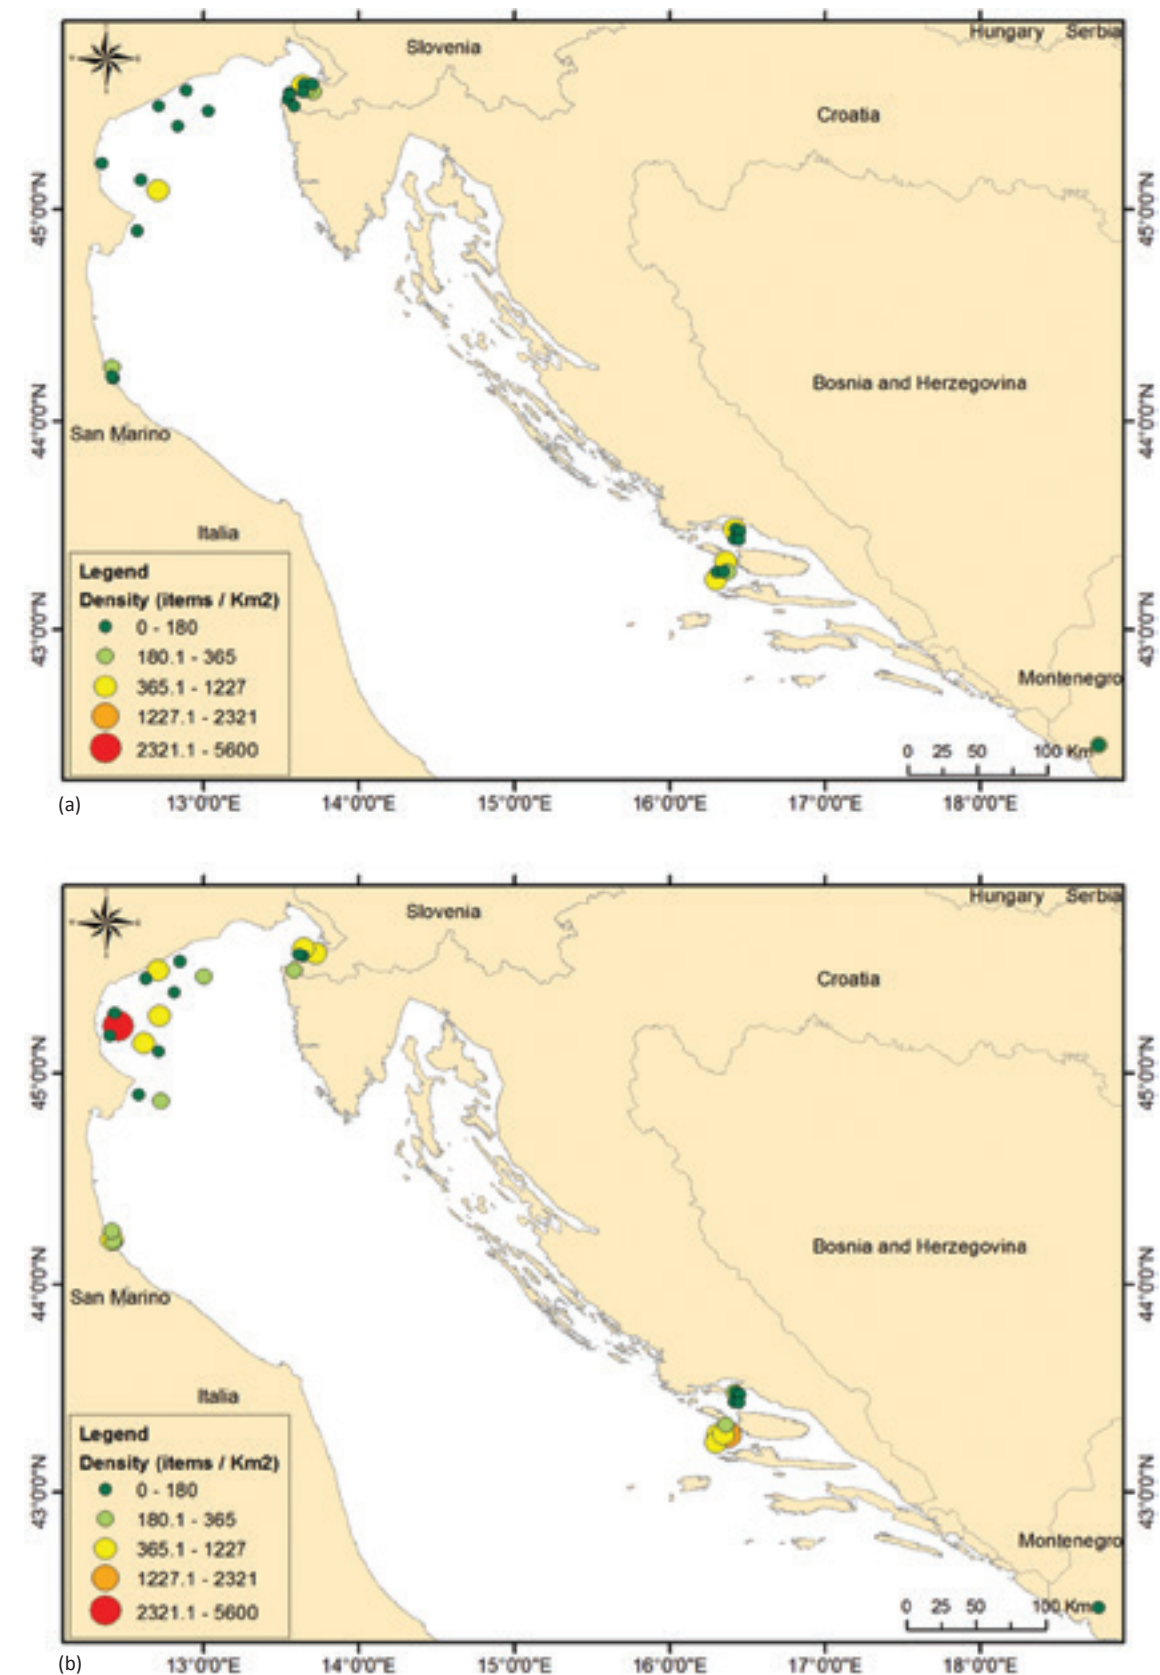 Slovenia
Hungary Serbia
Croatia
45°0'0"N
45°0'0"N
Bosnia and Herzegovina
44°0'0"N
44°0'0"N
San Marino
Italia
Legend
Density (items / Km2)
0 - 180
180.1 - 365
365.1 - 1227
1227.1 - 2321
2321.1 - 5600
43°0'0"N
43°0'0"N
Montenegro
0 25 50 100 Km
(a)
13°0'0"E 14°0'0"E 15°0'0"E 16°0'0"E 17°0'0"E 18°0'0"E
Slovenia
Hungary Serbia
Croatia
45°0'0"N
45°0'0"N
Bosnia and Herzegovina
44°0'0"N
44°0'0"N
San Marino
Italia
Legend
Density (items / Km2)
0 - 180
180.1 - 365
365.1 - 1227
1227.1 - 2321
2321.1 - 5600
43°0'0"N
43°0'0"N
Montenegro
0 25 50 100 Km
(b)
13°0'0"E 14°0'0"E 15°0'0"E 16°0'0"E 17°0'0"E 18°0'0"E